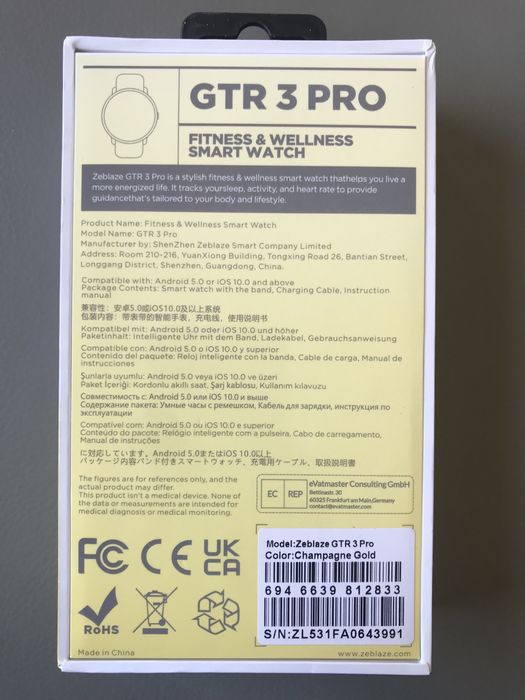 GTR 3 PRO
FITNESS & WELLNESS
SMART WATCH
Zeblaze GTR 3 Pro is a stylish fitness & wellness smart watch thathelps you live a
more energized life. It tracks yoursleep, activity, and heart rate to provide
guidancethat's tailored to your body and lifestyle.
Product Name: Fitness & Wellness Smart Watch
Model Name: GTR 3 Pro
Manufacturer by: ShenZhen Zeblaze Smart Company Limited
Address: Room 210-216, YuanXiong Building, Tongxing Road 26, Bantian Street,
Longgang District, Shenzhen, Guangdong, China.
Compatible with: Android 5.0 or iOS 10.0 and above
Package Contents: Smart watch with the band, Charging Cable, Instruction
manual
兼容性: 安卓5.0或iOS10.0及以上系统
包装内容: 带表带的智能手表，充电线，使用说明书
Kompatibel mit: Android 5.0 oder iOS 10.0 und höher
Paketinhalt: Intelligente Uhr mit dem Band, Ladekabel, Gebrauchsanweisung
Compatible con: Android 5.0 o iOS 10.0 y superior
Contenido del paquete: Reloj inteligente con la banda, Cable de carga, Manual de
instrucciones
Şunlarla uyumlu: Android 5.0 veya iOS 10.0 ve üzeri
Paket İçeriği: Kordonlu akıllı saat, Şarj kablosu, Kullanım kılavuzu
Совместимость с: Android 5.0 или iOS 10.0 и выше
Содержание пакета: Умные часы с ремешком, Кабель для зарядки, инструкция по
эксплуатации
Compatível com: Android 5.0 ou iOS 10.0 e superior
Conteúdo do pacote: Relógio inteligente com a pulseira, Cabo de carregamento,
Manual de instruções
に対応しています。Android 5.0またはiOS 10.0以上
パッケージ内容バンド付きスマートウォッチ、充電用ケーブル、取扱説明書
The figures are for references only, and the
actual product may differ.
This product isn't a medical device. None of
the data or measurements are intended for
medical diagnosis or medical monitoring.
EC REP
eVatmaster Consulting GmbH
Bettinastr. 30
60325 Frankfurt am Main,Germany
contact@evatmaster.com
FC CE UK
CA
RoHS
Model:Zeblaze GTR 3 Pro
Color:Champagne Gold
694 6639 812833
S/N:ZL531FA0643991
Made in China
www.zeblaze.com